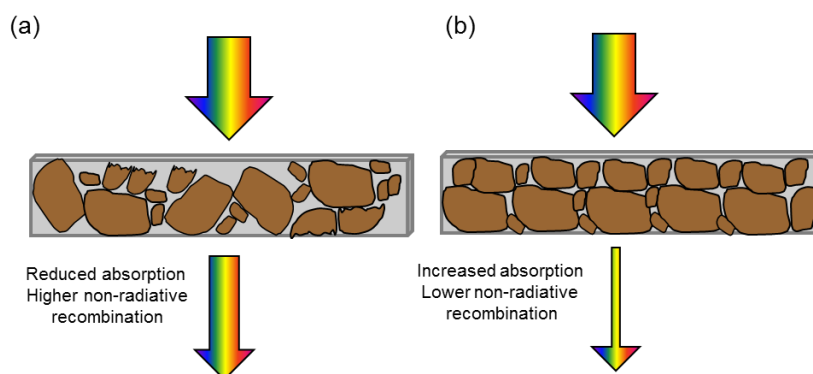 (a)
(b)
Reduced absorption
Higher non-radiative
recombination
Increased absorption
Lower non-radiative
recombination